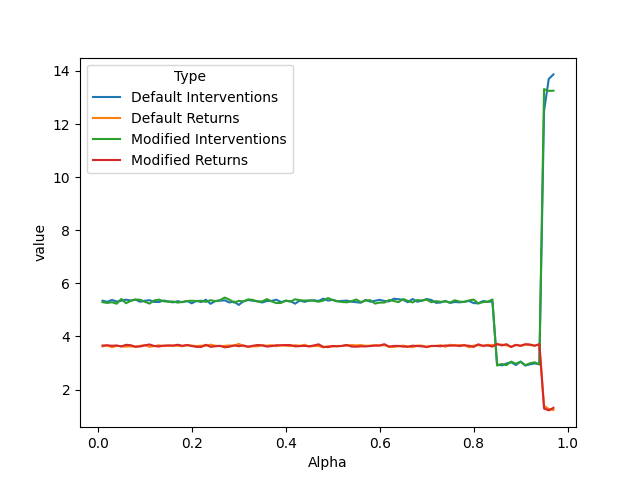 Type
Default Interventions
Default Returns
Modified Interventions
Modified Returns
14
12
10
8
6
4
2
value
0.0 0.2 0.4 0.6 0.8 1.0
Alpha